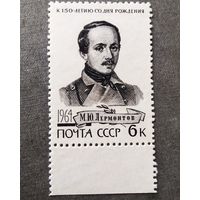 К 150-ЛЕТИЮ СО ДНЯ РОЖДЕНИЯ
1964 М.Ю.ЛЕРМОНТОВ
ПОЧТА СССР 6К